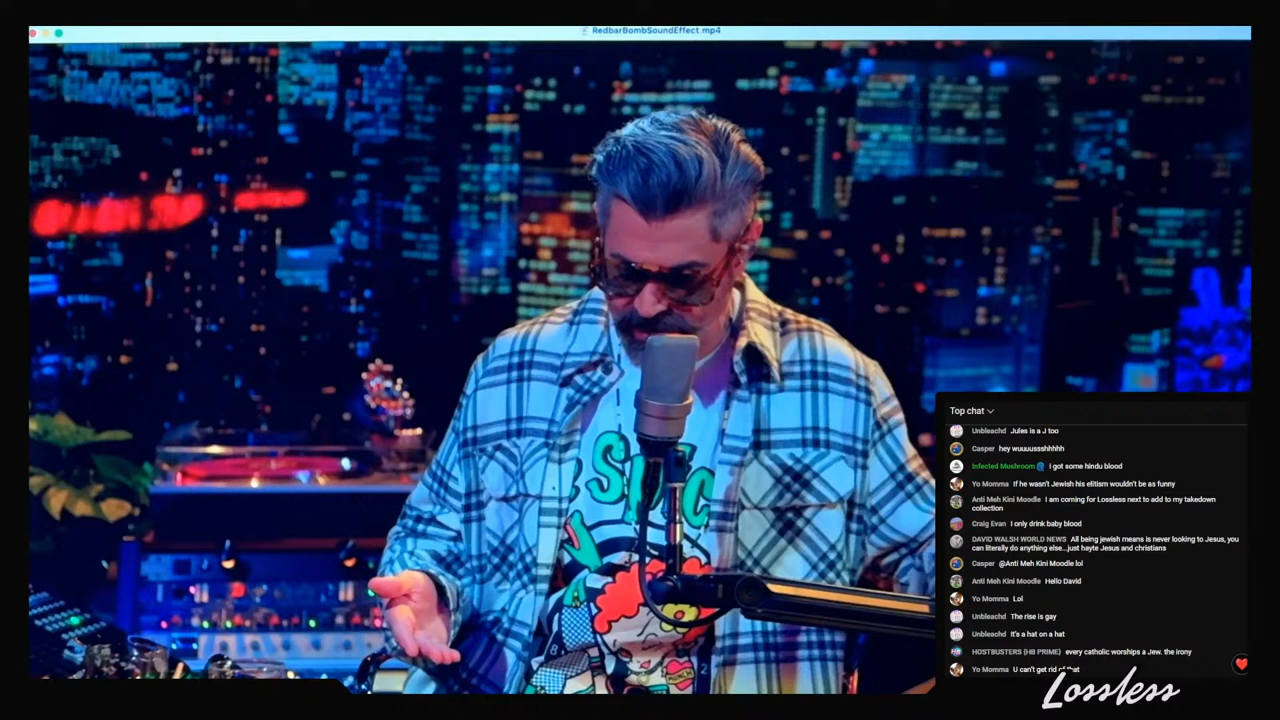 RedbarBombSoundEffect.mp4
Top chat
Unbleachd Jules is a J too
Casper hey wuuuussshhhhh
Infected Mushroom I got some hindu blood
Yo Momma If he wasn't Jewish his elitism wouldn't be as funny
Anti Meh Kini Moodle I am coming for Lossless next to add to my takedown
collection
Craig Evan I only drink baby blood
DAVID WALSH WORLD NEWS All being jewish means is never looking to Jesus, you
can literally do anything else...just hayte Jesus and christians
Casper @Anti Meh Kini Moodle lol
Anti Meh Kini Moodle Hello David
Yo Momma Lol
Unbleachd The rise is gay
Unbleachd It's a hat on a hat
HOSTBUSTERS {HB PRIME} every catholic worships a Jew. the irony
Yo Momma U can't get rid of that
Lossless